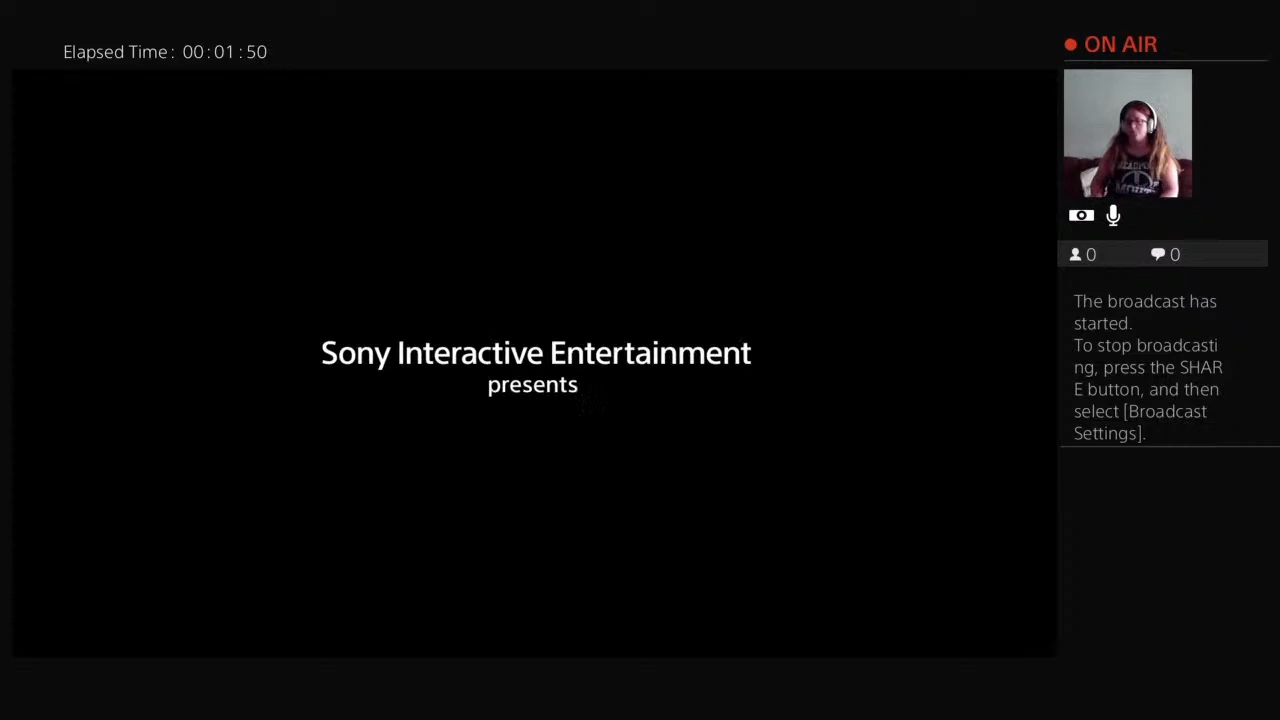 Elapsed Time: 00:01:50
ON AIR
0
0
Sony Interactive Entertainment
presents
The broadcast has
started.
To stop broadcasti
ng, press the SHAR
E button, and then
select [Broadcast
Settings].